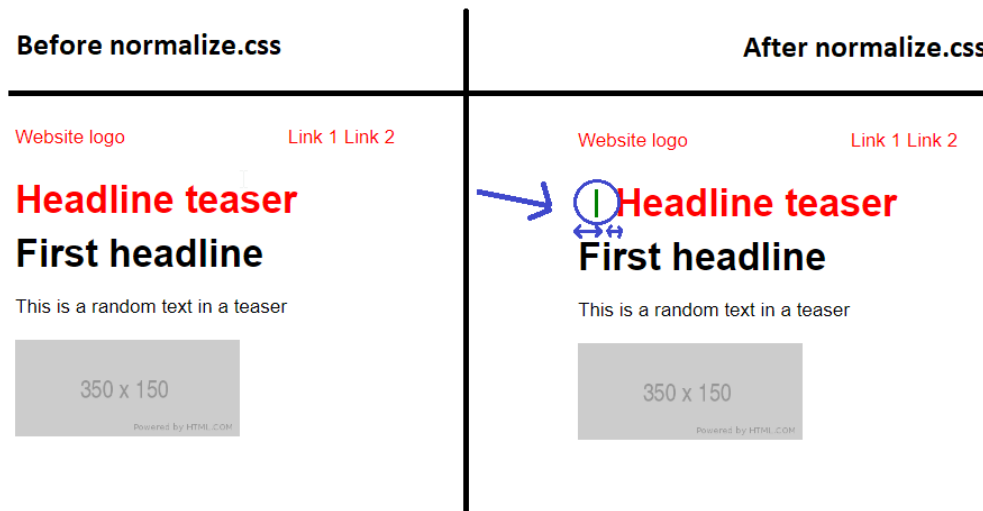 Before normalize.css
After normalize.css
Website logo
Link 1 Link 2
Headline teaser
First headline
This is a random text in a teaser
350 x 150
Powered by HTML.COM
Website logo
Link 1 Link 2
Headline teaser
First headline
This is a random text in a teaser
350 x 150
Powered by HTML.COM